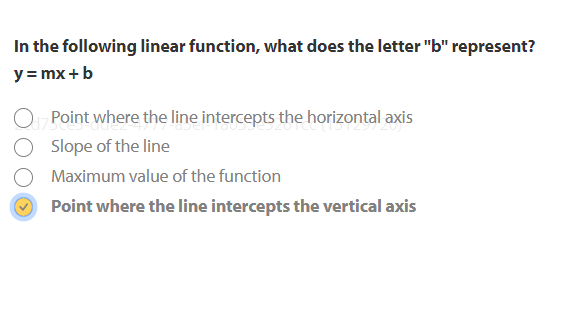 In the following linear function, what does the letter "b" represent?
y = mx + b
Point where the line intercepts the horizontal axis
Slope of the line
Maximum value of the function
Point where the line intercepts the vertical axis